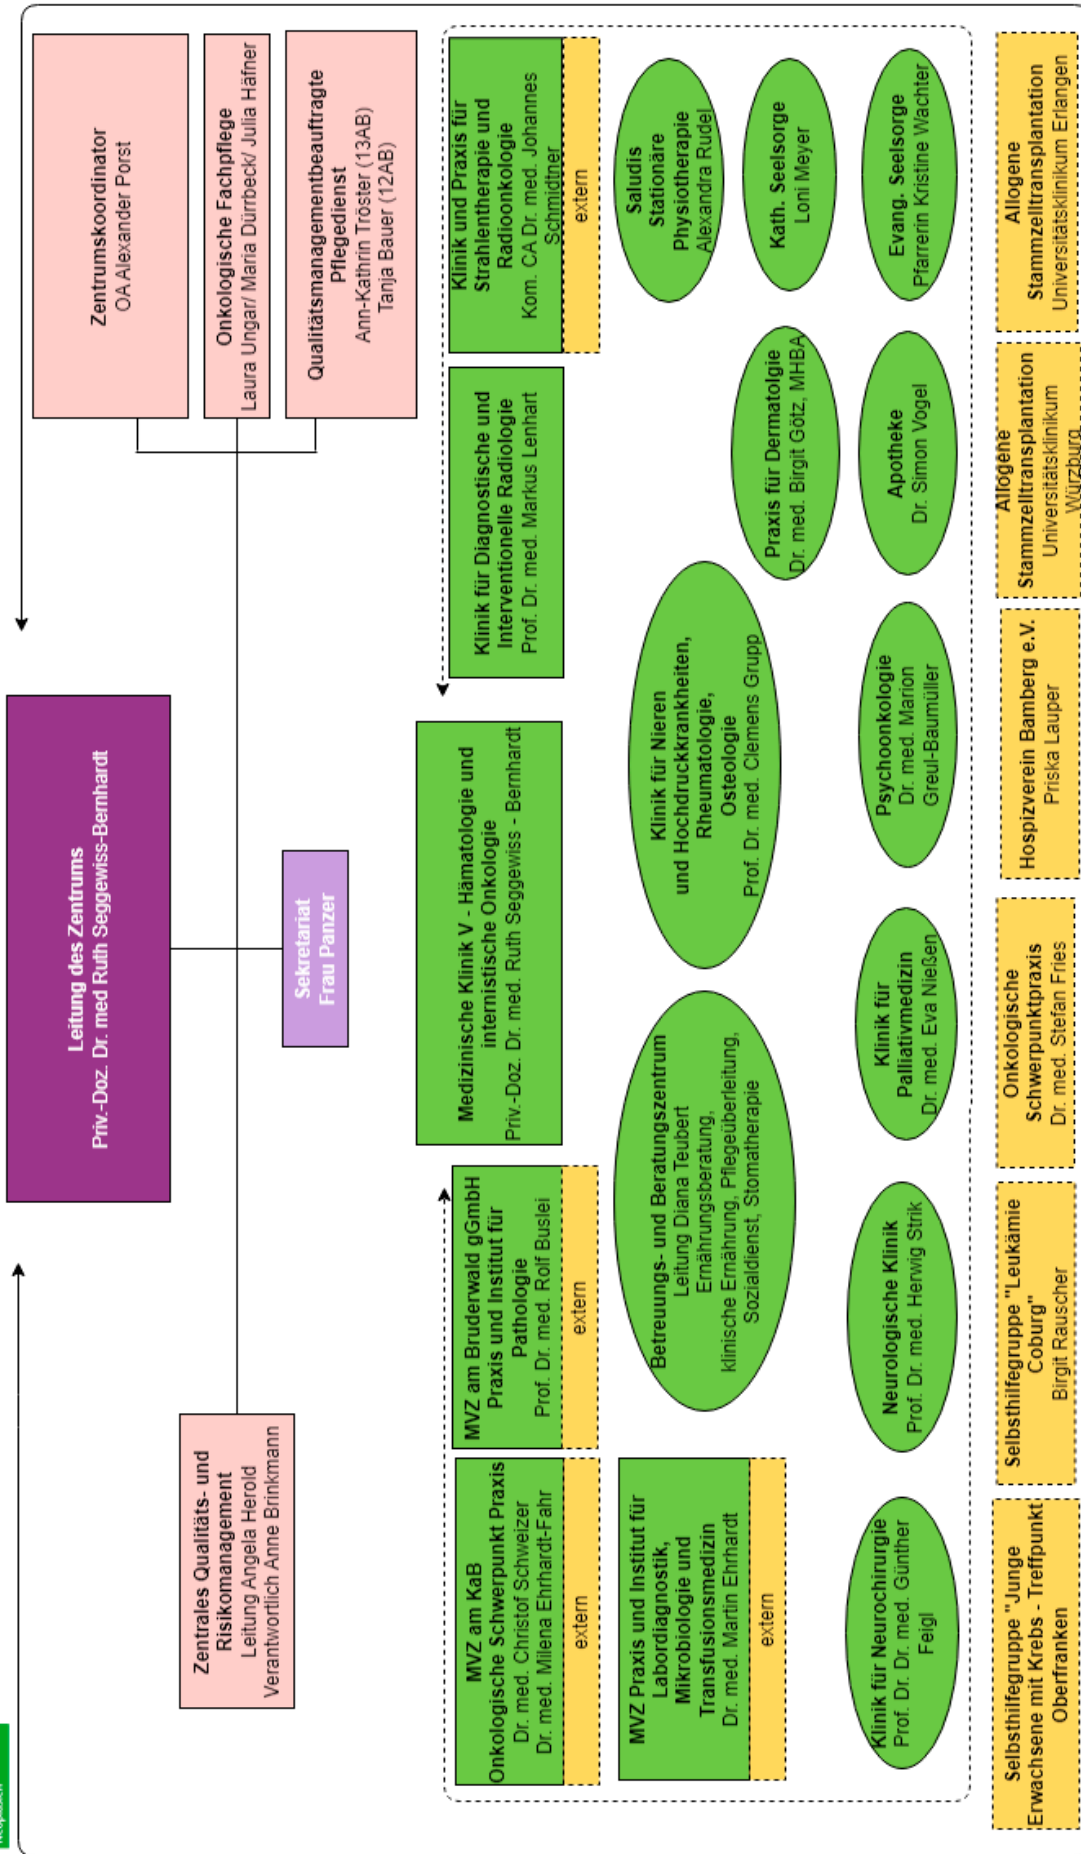 Leitung des Zentrums
Priv.-Doz. Dr. med Ruth Seggewiss-Bernhardt
Zentrales Qualitäts- und
Risikomanagement
Leitung Angela Herold
Verantwortlich Anne Brinkmann
Sekretariat
Frau Panzer
Zentrumskoordinator
OA Alexander Porst
Onkologische Fachpflege
Laura Ungar/ Maria Dürrbeck/ Julia Häfner
Qualitätsmanagementbeauftragte
Pflegedienst
Ann-Kathrin Tröster (13AB)
Tanja Bauer (12AB)
MVZ am KaB
Onkologische Schwerpunkt Praxis
Dr. med. Christof Schweizer
Dr. med. Milena Ehrhardt-Fahr
extern
MVZ am Bruderwald gGmbH
Praxis und Institut für
Pathologie
Prof. Dr. med. Rolf Buslei
extern
Medizinische Klinik V - Hämatologie und
internistische Onkologie
Priv.-Doz. Dr. med. Ruth Seggewiss - Bernhardt
Klinik für Diagnostische und
Interventionelle Radiologie
Prof. Dr. med. Markus Lenhart
Klinik und Praxis für
Strahlentherapie und
Radioonkologie
Kom. CA Dr. med. Johannes
Schmidtner
extern
MVZ Praxis und Institut für
Labordiagnostik,
Mikrobiologie und
Transfusionsmedizin
Dr. med. Martin Ehrhardt
extern
Betreuungs- und Beratungszentrum
Leitung Diana Teubert
Ernährungsberatung,
klinische Ernährung, Pflegeüberleitung,
Sozialdienst, Stomatherapie
Klinik für Nieren
und Hochdruckkrankheiten,
Rheumatologie,
Osteologie
Prof. Dr. med. Clemens Grupp
Praxis für Dermatolgie
Dr. med. Birgit Götz, MHBA
Saludis
Stationäre
Physiotherapie
Alexandra Rudel
Kath. Seelsorge
Loni Meyer
Klinik für Neurochirurgie
Prof. Dr. Dr. med. Günther
Feigl
Neurologische Klinik
Prof. Dr. med. Herwig Strik
Klinik für
Palliativmedizin
Dr. med. Eva Nießen
Psychoonkologie
Dr. med. Marion
Greul-Baumüller
Apotheke
Dr. Simon Vogel
Evang. Seelsorge
Pfarrerin Kristine Wachter
Selbsthilfegruppe "Junge
Erwachsene mit Krebs - Treffpunkt
Oberfranken
Selbsthilfegruppe "Leukämie
Coburg"
Birgit Rauscher
Onkologische
Schwerpunktpraxis
Dr. med. Stefan Fries
Hospizverein Bamberg e.V.
Priska Lauper
Allogene
Stammzelltransplantation
Universitätsklinikum
Würzburg
Allogene
Stammzelltransplantation
Universitätsklinikum Erlangen